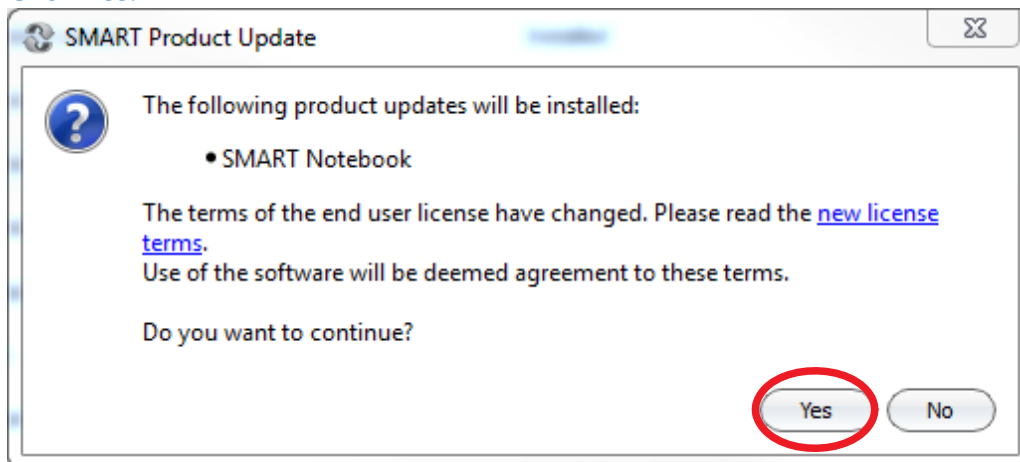 SMART Product Update
The following product updates will be installed:
• SMART Notebook
The terms of the end user license have changed. Please read the new license
terms.
Use of the software will be deemed agreement to these terms.
Do you want to continue?
Yes No